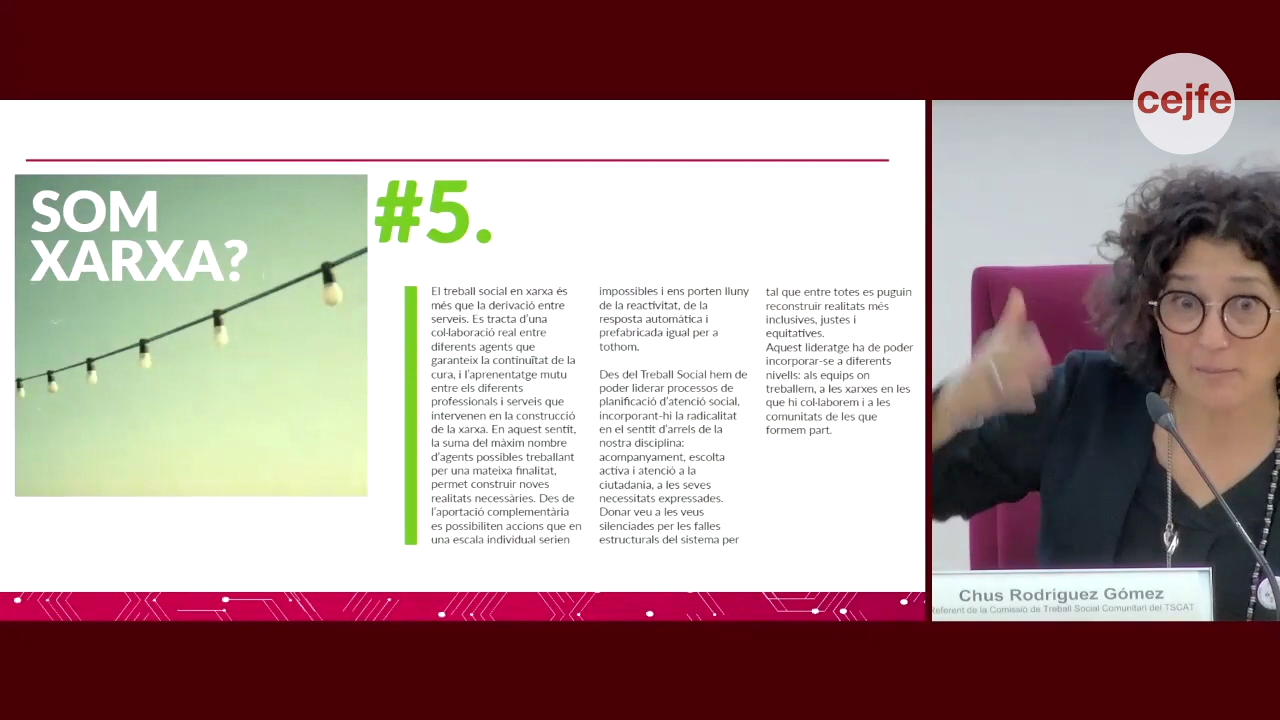 cejfe
SOM
XARXA?
#5.
El treball social en xarxa és
més que la derivació entre
serveis. Es tracta d'una
col·laboració real entre
diferents agents que
garanteix la continuïtat de la
cura, i l'aprenentatge mutu
entre els diferents
professionals i serveis que
intervenen en la construcció
de la xarxa. En aquest sentit,
la suma del màxim nombre
d'agents possibles treballant
per una mateixa finalitat,
permet construir noves
realitats necessàries. Des de
l'aportació complementària
es possibiliten accions que en
una escala individual serien
impossibles i ens porten lluny
de la reactivitat, de la
resposta automàtica i
prefabricada igual per a
tothom.
Des del Treball Social hem de
poder liderar processos de
planificació d'atenció social,
incorporant-hi la radicalitat
en el sentit d'arrels de la
nostra disciplina:
acompanyament, escolta
activa i atenció a la
ciutadania, a les seves
necessitats expressades.
Donar veu a les veus
silenciades per les falles
estructurals del sistema per
tal que entre totes es puguin
reconstruir realitats més
inclusives, justes i
equitatives.
Aquest lideratge ha de poder
incorporar-se a diferents
nivells: als equips on
treballem, a les xarxes en les
que hi col·laborem i a les
comunitats de les que
formem part.
Chus Rodríguez Gómez
Referent de la Comissió de Treball Social Comunitari del TSCAT